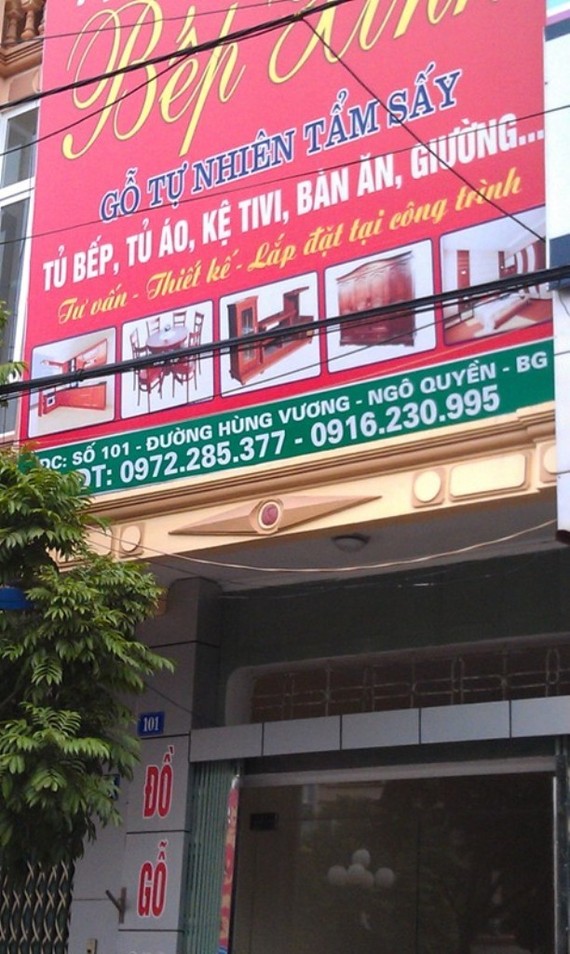 Bếp
GỖ TỰ NHIÊN TẨM SẤY
TỦ BẾP, TỦ ÁO, KỆ TIVI, BÀN ĂN, GIƯỜNG...
Tư vấn - Thiết kế - Lắp đặt tại công trình
ĐC: SỐ 101 - ĐƯỜNG HÙNG VƯƠNG - NGÔ QUYỀN - BG
ĐT: 0972.285.377 - 0916.230.995
101
ĐỒ
GỖ